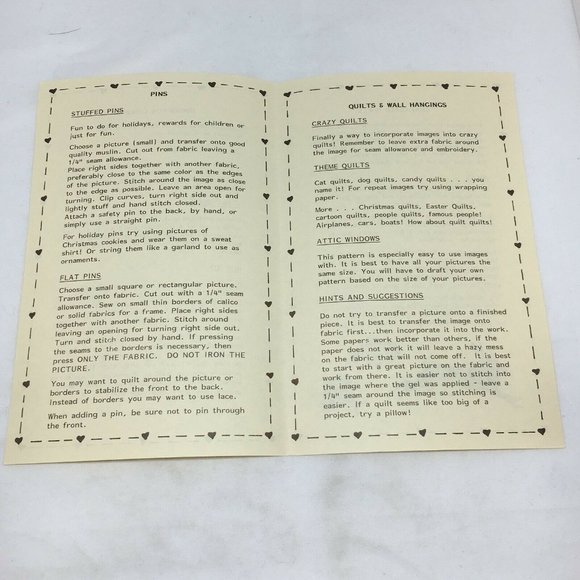 PINS
STUFFED PINS
Fun to do for holidays, rewards for children or
just for fun.
Choose a picture (small) and transfer onto good
quality muslin. Cut out from fabric leaving a
1/4" seam allowance.
Place right sides together with another fabric,
preferably close to the same color as the edges
of the picture. Stitch around the image as close
to the edge as possible. Leave an area open for
turning. Clip curves, turn right side out and
lightly stuff and hand stitch closed.
Attach a safety pin to the back, by hand, or
simply use a straight pin.
For holiday pins try using pictures of
Christmas cookies and wear them on a sweat
shirt! Or string them like a garland to use as
ornaments.
FLAT PINS
Choose a small square or rectangular picture.
Transfer onto fabric. Cut out with a 1/4" seam
allowance. Sew on small thin borders of calico
or solid fabrics for a frame. Place right sides
together with another fabric. Stitch around
leaving an opening for turning right side out.
Turn and stitch closed by hand. If pressing
the seams to the borders is necessary, then
press ONLY THE FABRIC. DO NOT IRON THE
PICTURE.
You may want to quilt around the picture or
borders to stabilize the front to the back.
instead of borders you may want to use lace.
When adding a pin, be sure not to pin through
the front.
QUILTS & WALL HANGINGS
CRAZY QUILTS
Finally a way to incorporate images into crazy
quilts! Remember to leave extra fabric around
the image for seam allowance and embroidery.
THEME QUILTS
Cat quilts, dog quilts, candy quilts . . . you
name it! For repeat images try using wrapping
paper.
More . . . Christmas quilts, Easter Quilts,
cartoon quilts, people quilts, famous people!
Airplanes, cars, boats! How about quilt quilts!
ATTIC WINDOWS
This pattern is especially easy to use images
with. It is best to have all your pictures the
same size. You will have to draft your own
pattern based on the size of your pictures.
HINTS AND SUGGESTIONS
Do not try to transfer a picture onto a finished
piece. It is best to transfer the image onto
fabric first...then incorporate it into the work.
Some papers work better than others, if the
paper does not work it will leave a hazy mess
on the fabric that will not come off. It is best
to start with a great picture on the fabric and
work from there. It is easier not to stitch into
the image where the gel was applied - leave a
1/4" seam around the image so stitching is
easier. If a quilt seems like too big of a
project, try a pillow!